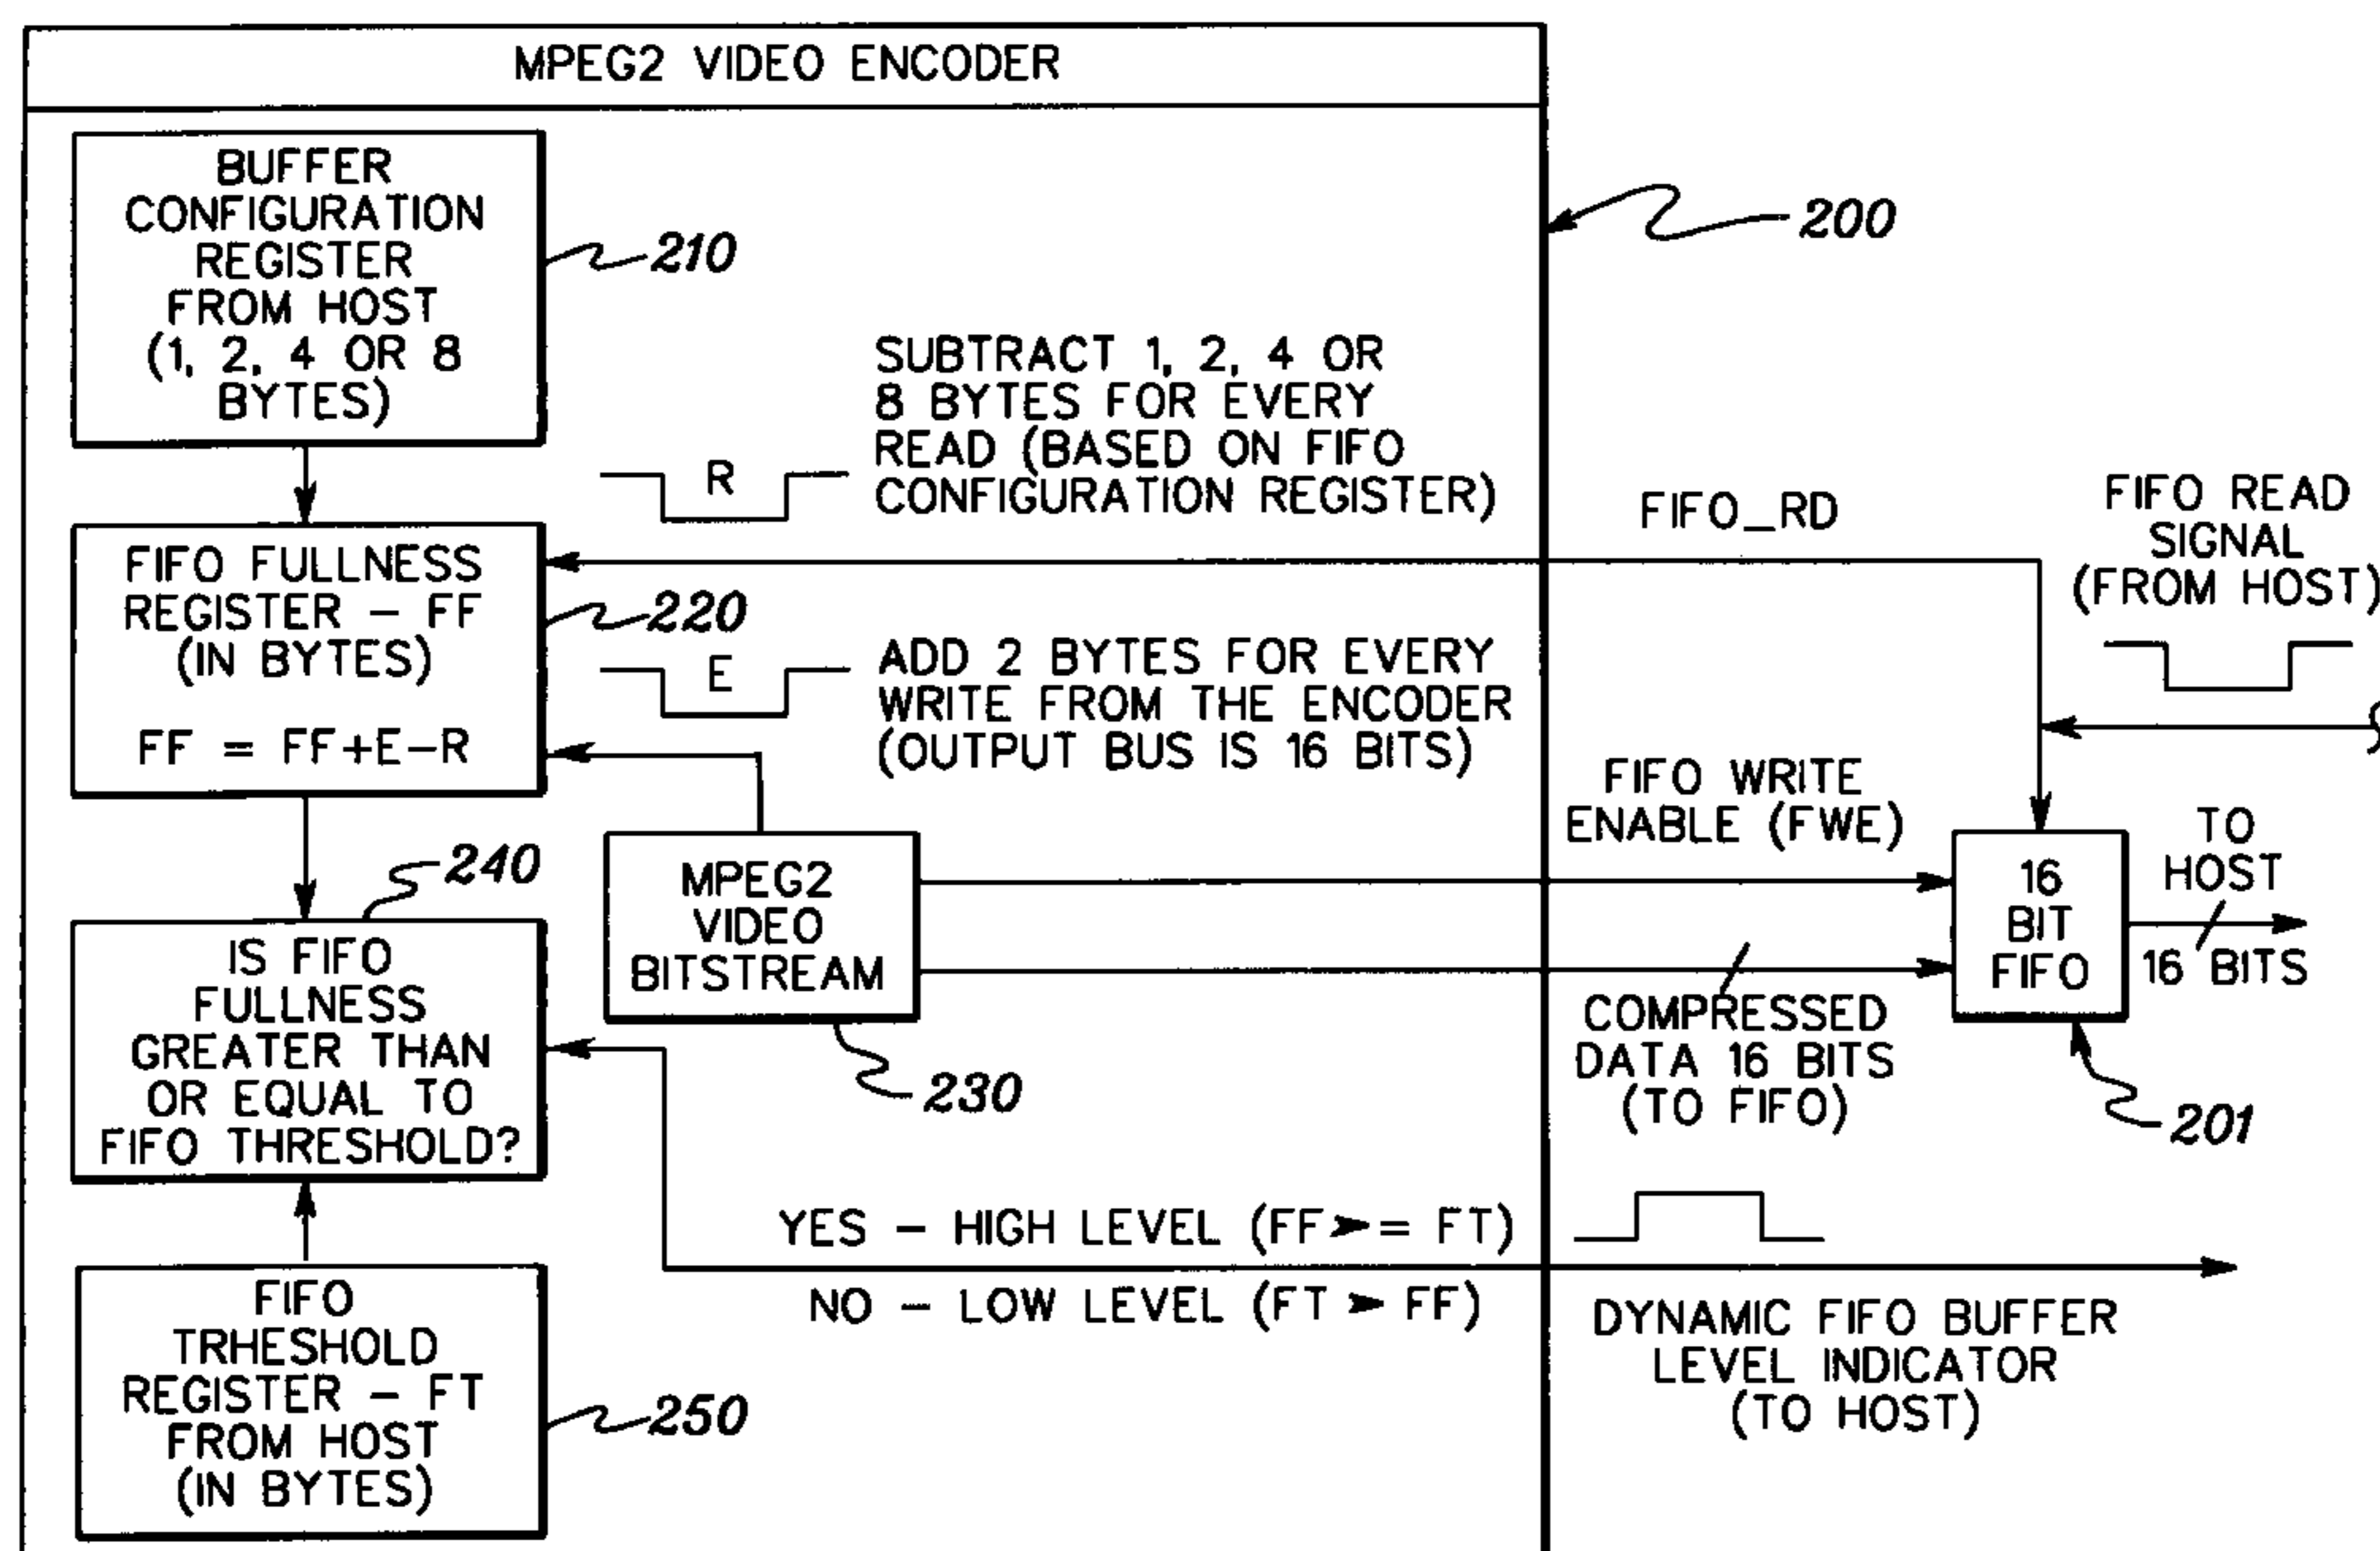 MPEG2 VIDEO ENCODER
BUFFER
CONFIGURATION
REGISTER
FROM HOST
(1, 2, 4 OR 8
BYTES)
210
200
SUBTRACT 1, 2, 4 OR
8 BYTES FOR EVERY
READ (BASED ON FIFO
CONFIGURATION REGISTER)
R
FIFO_RD
FIFO READ
SIGNAL
(FROM HOST)
FIFO FULLNESS
REGISTER – FF
(IN BYTES)
FF = FF+E–R
220
E
ADD 2 BYTES FOR EVERY
WRITE FROM THE ENCODER
(OUTPUT BUS IS 16 BITS)
FIFO WRITE
ENABLE (FWE)
240
MPEG2
VIDEO
BITSTREAM
230
16
BIT
FIFO
TO
HOST
16 BITS
201
COMPRESSED
DATA 16 BITS
(TO FIFO)
IS FIFO
FULLNESS
GREATER THAN
OR EQUAL TO
FIFO THRESHOLD?
YES – HIGH LEVEL (FF > = FT)
NO – LOW LEVEL (FT > FF)
DYNAMIC FIFO BUFFER
LEVEL INDICATOR
(TO HOST)
FIFO
TRHESHOLD
REGISTER – FT
FROM HOST
(IN BYTES)
250